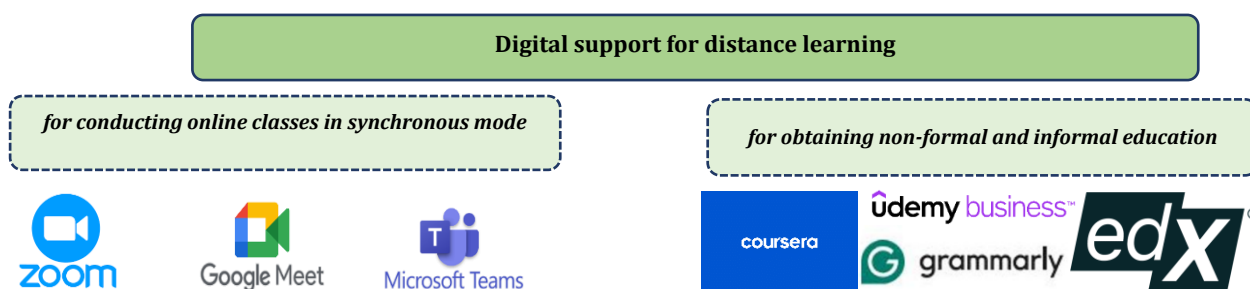 Digital support for distance learning
for conducting online classes in synchronous mode
for obtaining non-formal and informal education
zoom
Google Meet
T
Microsoft Teams
coursera
ûdemy business™
G grammarly
edX